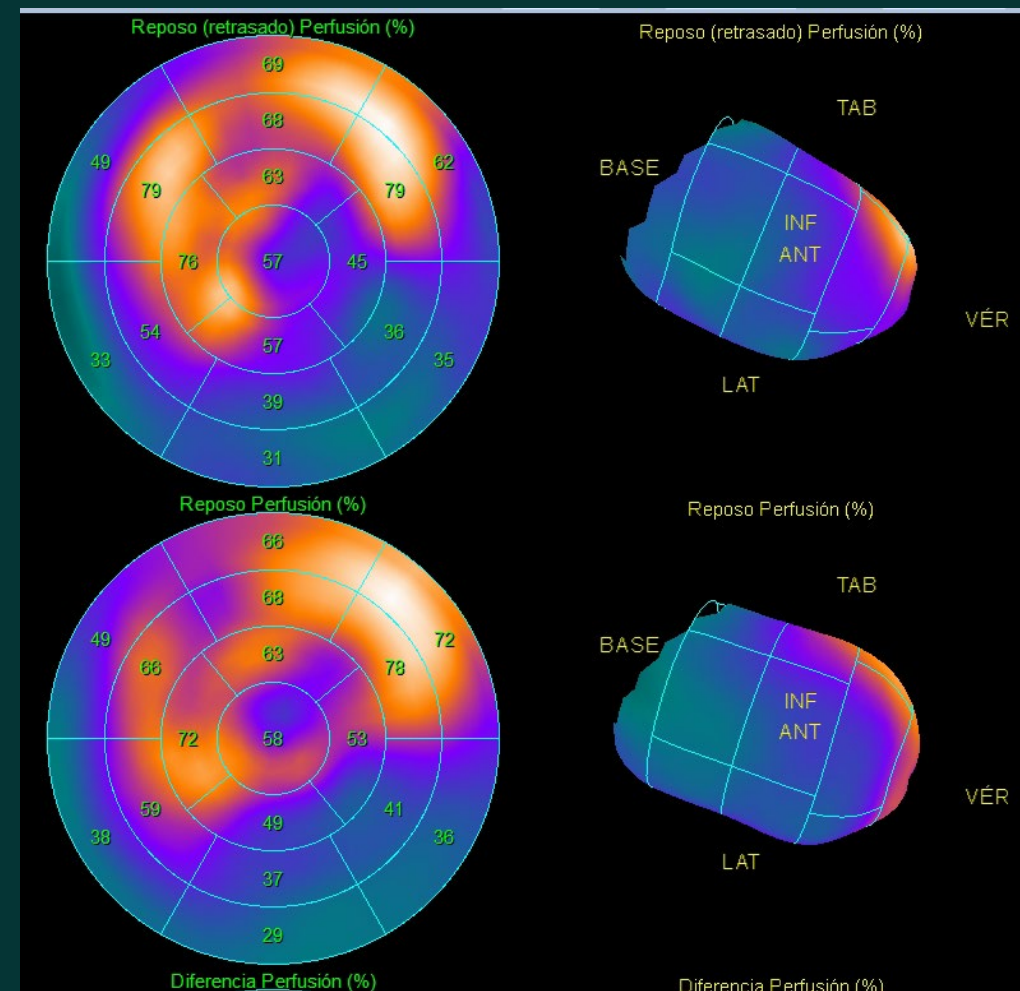 Reposo (retrasado) Perfusión (%)
69
68
49
62
63
79
79
76
57
45
54
36
33
57
35
39
31
Reposo (retrasado) Perfusión (%)
TAB
BASE
INF
ANT
VÉR
LAT
Reposo Perfusión (%)
66
68
49
72
63
66
78
72
58
53
59
41
38
49
36
37
29
Reposo Perfusión (%)
TAB
BASE
INF
ANT
VÉR
LAT
Diferencia Perfusión (%)
Diferencia Perfusión (%)